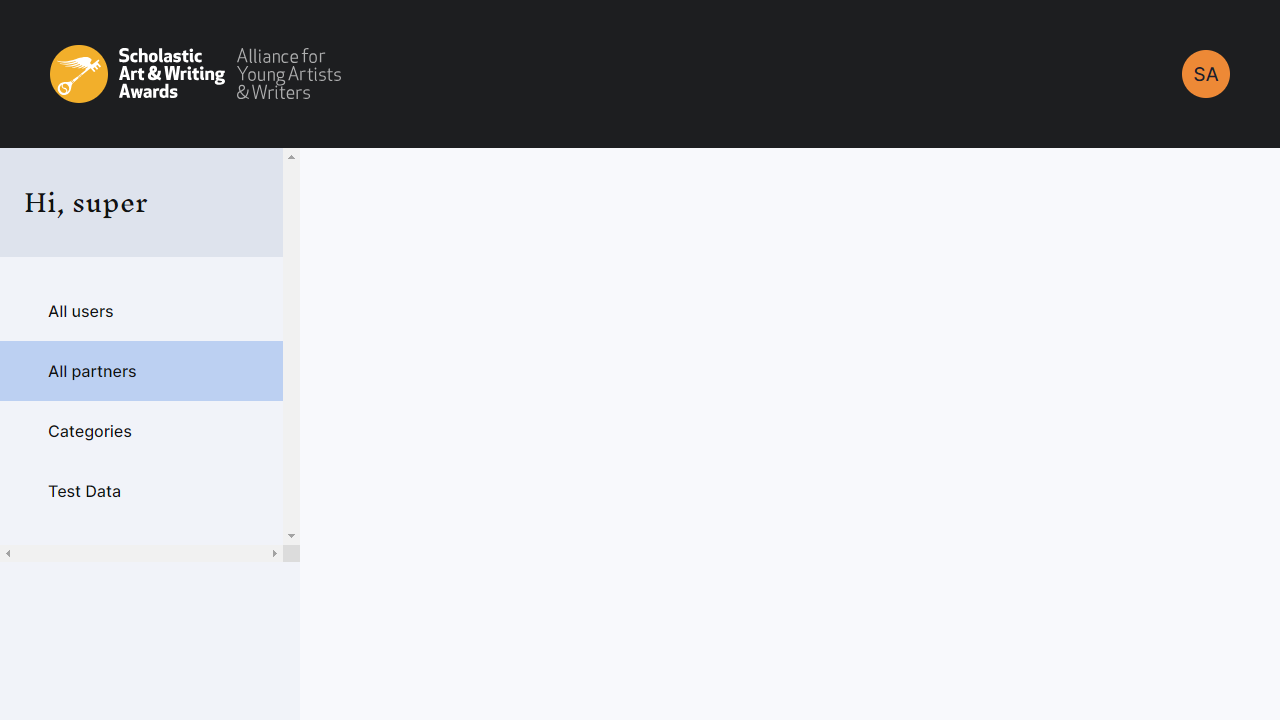 Scholastic
Art & Writing
Awards
Alliance for
Young Artists
& Writers
SA
Hi, super
All users
All partners
Categories
Test Data